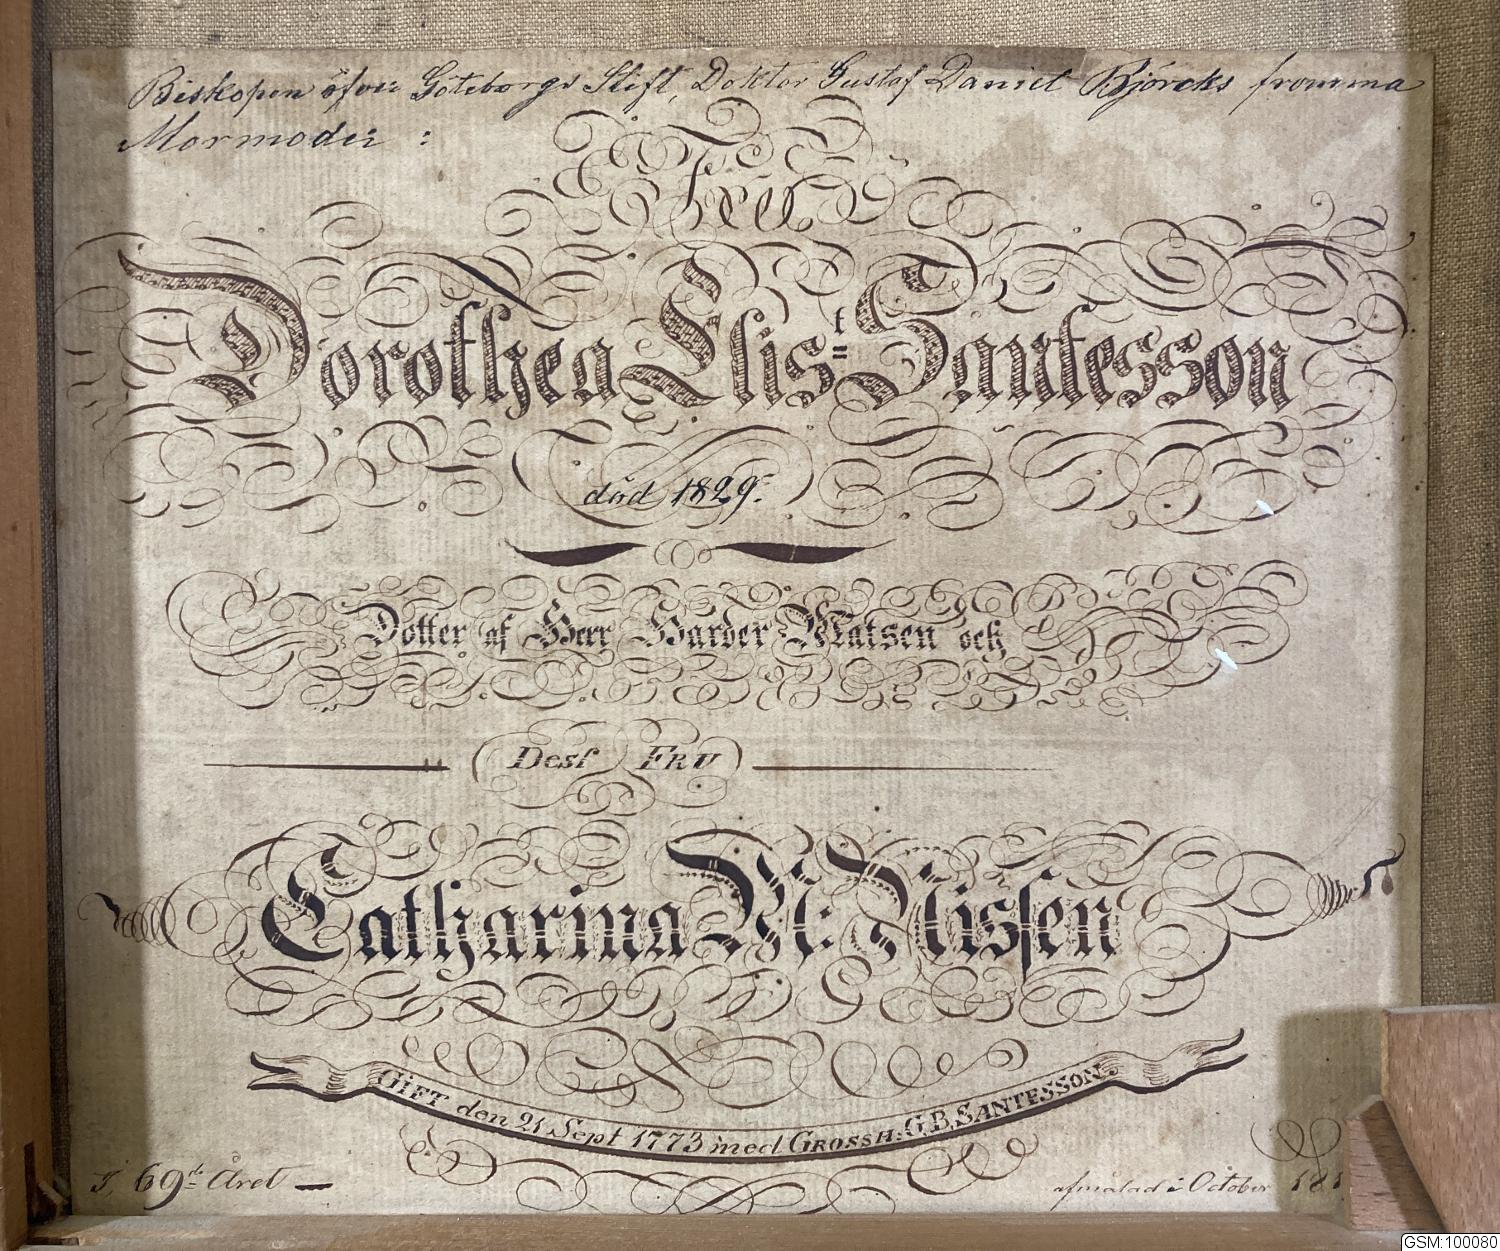 Biskopen öfver Göteborgs Stift, Doktor Gustaf Daniel Björcks fromma
Mormoder :
Fru
Dorothea Elis:t Santesson
död 1829.
Dotter af Herr Harder Matsen och
Desſ FRU
Catharina M: Nisſen
GIFT den 21 Sept 1773 med GROSSH: G.B. SANTESSON.
I 69:de Året —
afmålad i October 181
GSM:100080